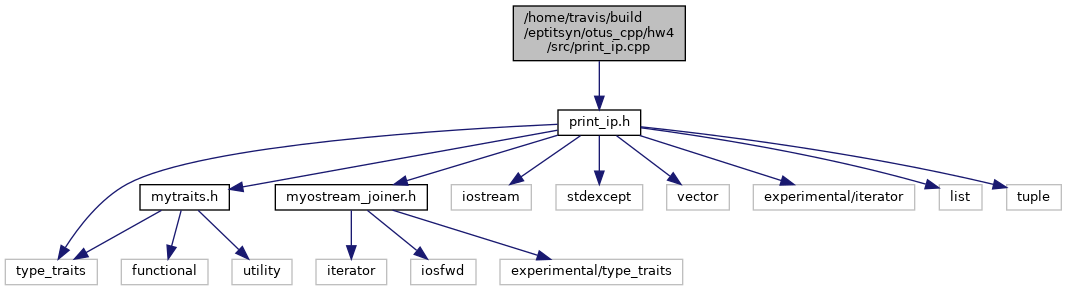 /home/travis/build
/eptitsyn/otus_cpp/hw4
/src/print_ip.cpp
print_ip.h
mytraits.h
myostream_joiner.h
iostream
stdexcept
vector
experimental/iterator
list
tuple
type_traits
functional
utility
iterator
iosfwd
experimental/type_traits